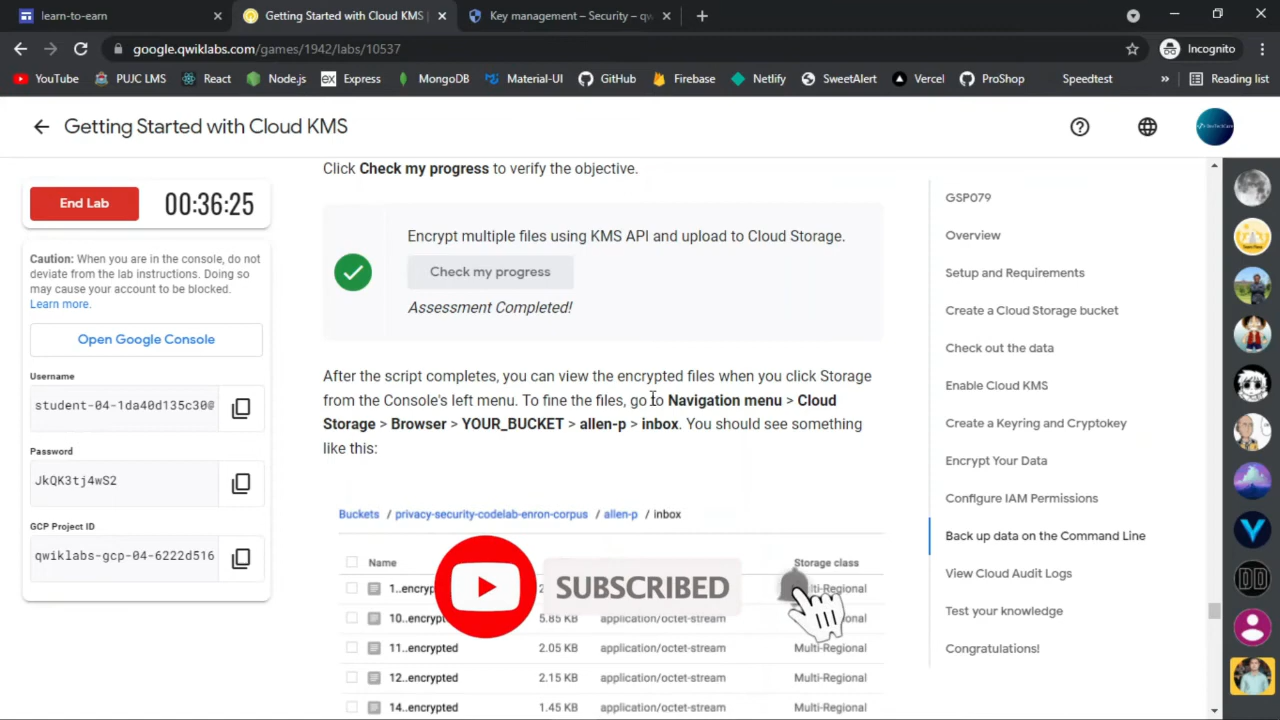 learn-to-earn
Getting Started with Cloud KMS |
Key management – Security – qw
google.qwiklabs.com/games/1942/labs/10537
Incognito
YouTube
PUJC LMS
React
Node.js
ex Express
MongoDB
Material-UI
GitHub
Firebase
Netlify
SweetAlert
Vercel
ProShop
Speedtest
»
Reading list
Getting Started with Cloud KMS
End Lab
00:36:25
Caution: When you are in the console, do not
deviate from the lab instructions. Doing so
may cause your account to be blocked.
Learn more.
Open Google Console
Username
student-04-1da40d135c30@
Password
JkQK3tj4wS2
GCP Project ID
qwiklabs-gcp-04-6222d516
Click Check my progress to verify the objective.
Encrypt multiple files using KMS API and upload to Cloud Storage.
Check my progress
Assessment Completed!
After the script completes, you can view the encrypted files when you click Storage
from the Console's left menu. To fine the files, go to Navigation menu > Cloud
Storage > Browser > YOUR_BUCKET > allen-p > inbox. You should see something
like this:
Buckets / privacy-security-codelab-enron-corpus / allen-p / inbox
Name
Storage class
1..encryp
10..encryp
5.85 KB
application/octet-stream
11..encrypted
2.05 KB
application/octet-stream
Multi-Regional
12..encrypted
2.15 KB
application/octet-stream
Multi-Regional
14..encrypted
1.45 KB
application/octet-stream
Multi-Regional
SUBSCRIBED
GSP079
Overview
Setup and Requirements
Create a Cloud Storage bucket
Check out the data
Enable Cloud KMS
Create a Keyring and Cryptokey
Encrypt Your Data
Configure IAM Permissions
Back up data on the Command Line
View Cloud Audit Logs
Test your knowledge
Congratulations!